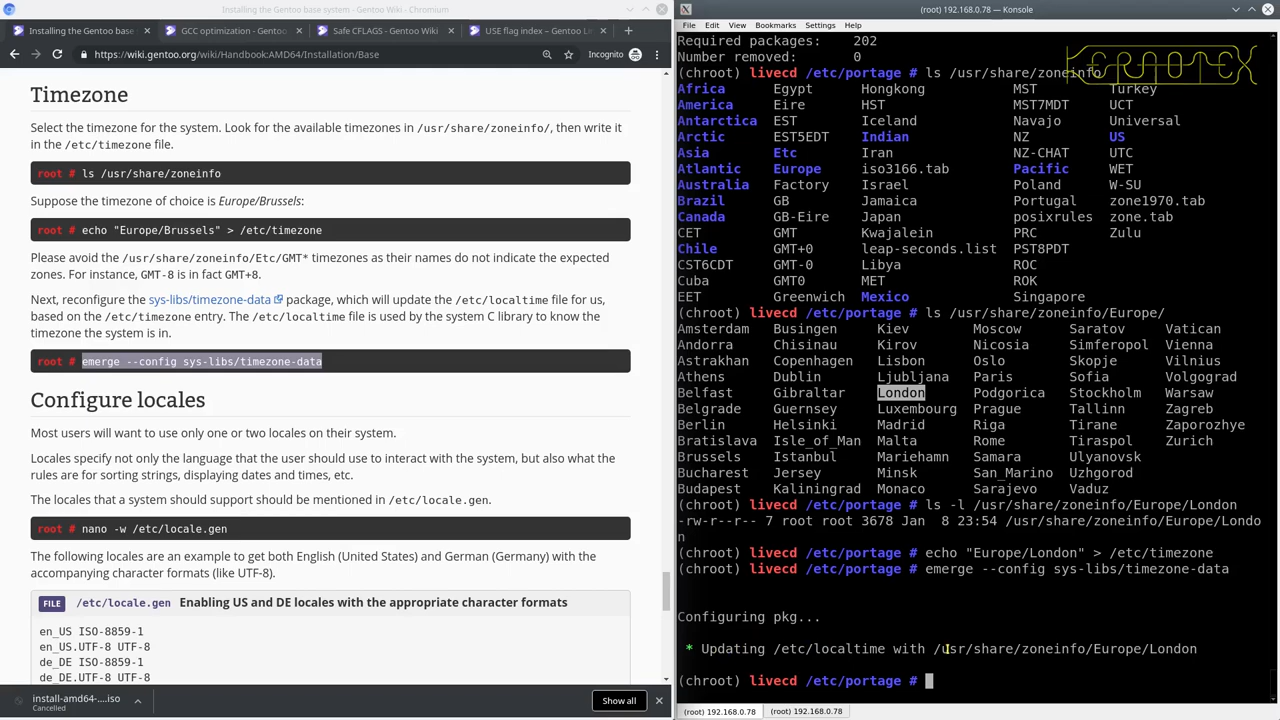 Installing the Gentoo base system - Gentoo Wiki - Chromium
Installing the Gentoo base
GCC optimization - Gentoo
Safe CFLAGS - Gentoo Wiki
USE flag index – Gentoo Li
https://wiki.gentoo.org/wiki/Handbook:AMD64/Installation/Base
Incognito
Timezone
Select the timezone for the system. Look for the available timezones in /usr/share/zoneinfo/, then write it
in the /etc/timezone file.
root # ls /usr/share/zoneinfo
Suppose the timezone of choice is Europe/Brussels:
root # echo "Europe/Brussels" > /etc/timezone
Please avoid the /usr/share/zoneinfo/Etc/GMT* timezones as their names do not indicate the expected
zones. For instance, GMT-8 is in fact GMT+8.
Next, reconfigure the sys-libs/timezone-data package, which will update the /etc/localtime file for us,
based on the /etc/timezone entry. The /etc/localtime file is used by the system C library to know the
timezone the system is in.
root # emerge --config sys-libs/timezone-data
Configure locales
Most users will want to use only one or two locales on their system.
Locales specify not only the language that the user should use to interact with the system, but also what the
rules are for sorting strings, displaying dates and times, etc.
The locales that a system should support should be mentioned in /etc/locale.gen.
root # nano -w /etc/locale.gen
The following locales are an example to get both English (United States) and German (Germany) with the
accompanying character formats (like UTF-8).
FILE /etc/locale.gen Enabling US and DE locales with the appropriate character formats
en_US ISO-8859-1
en_US.UTF-8 UTF-8
de_DE ISO-8859-1
de_DE.UTF-8 UTF-8
install-amd64-....iso
Cancelled
Show all
(root) 192.168.0.78 — Konsole
File Edit View Bookmarks Settings Help
KERNOTEX
Required packages: 202
Number removed: 0
(chroot) livecd /etc/portage # ls /usr/share/zoneinfo
Africa Egypt Hongkong MST Turkey
America Eire HST MST7MDT UCT
Antarctica EST Iceland Navajo Universal
Arctic EST5EDT Indian NZ US
Asia Etc Iran NZ-CHAT UTC
Atlantic Europe iso3166.tab Pacific WET
Australia Factory Israel Poland W-SU
Brazil GB Jamaica Portugal zone1970.tab
Canada GB-Eire Japan posixrules zone.tab
CET GMT Kwajalein PRC Zulu
Chile GMT+0 leap-seconds.list PST8PDT
CST6CDT GMT-0 Libya ROC
Cuba GMT0 MET ROK
EET Greenwich Mexico Singapore
(chroot) livecd /etc/portage # ls /usr/share/zoneinfo/Europe/
Amsterdam Busingen Kiev Moscow Saratov Vatican
Andorra Chisinau Kirov Nicosia Simferopol Vienna
Astrakhan Copenhagen Lisbon Oslo Skopje Vilnius
Athens Dublin Ljubljana Paris Sofia Volgograd
Belfast Gibraltar London Podgorica Stockholm Warsaw
Belgrade Guernsey Luxembourg Prague Tallinn Zagreb
Berlin Helsinki Madrid Riga Tirane Zaporozhye
Bratislava Isle_of_Man Malta Rome Tiraspol Zurich
Brussels Istanbul Mariehamn Samara Ulyanovsk
Bucharest Jersey Minsk San_Marino Uzhgorod
Budapest Kaliningrad Monaco Sarajevo Vaduz
(chroot) livecd /etc/portage # ls -l /usr/share/zoneinfo/Europe/London
-rw-r--r-- 7 root root 3678 Jan 8 23:54 /usr/share/zoneinfo/Europe/Londo
n
(chroot) livecd /etc/portage # echo "Europe/London" > /etc/timezone
(chroot) livecd /etc/portage # emerge --config sys-libs/timezone-data
Configuring pkg...
* Updating /etc/localtime with /usr/share/zoneinfo/Europe/London
(chroot) livecd /etc/portage #
(root) 192.168.0.78
(root) 192.168.0.78